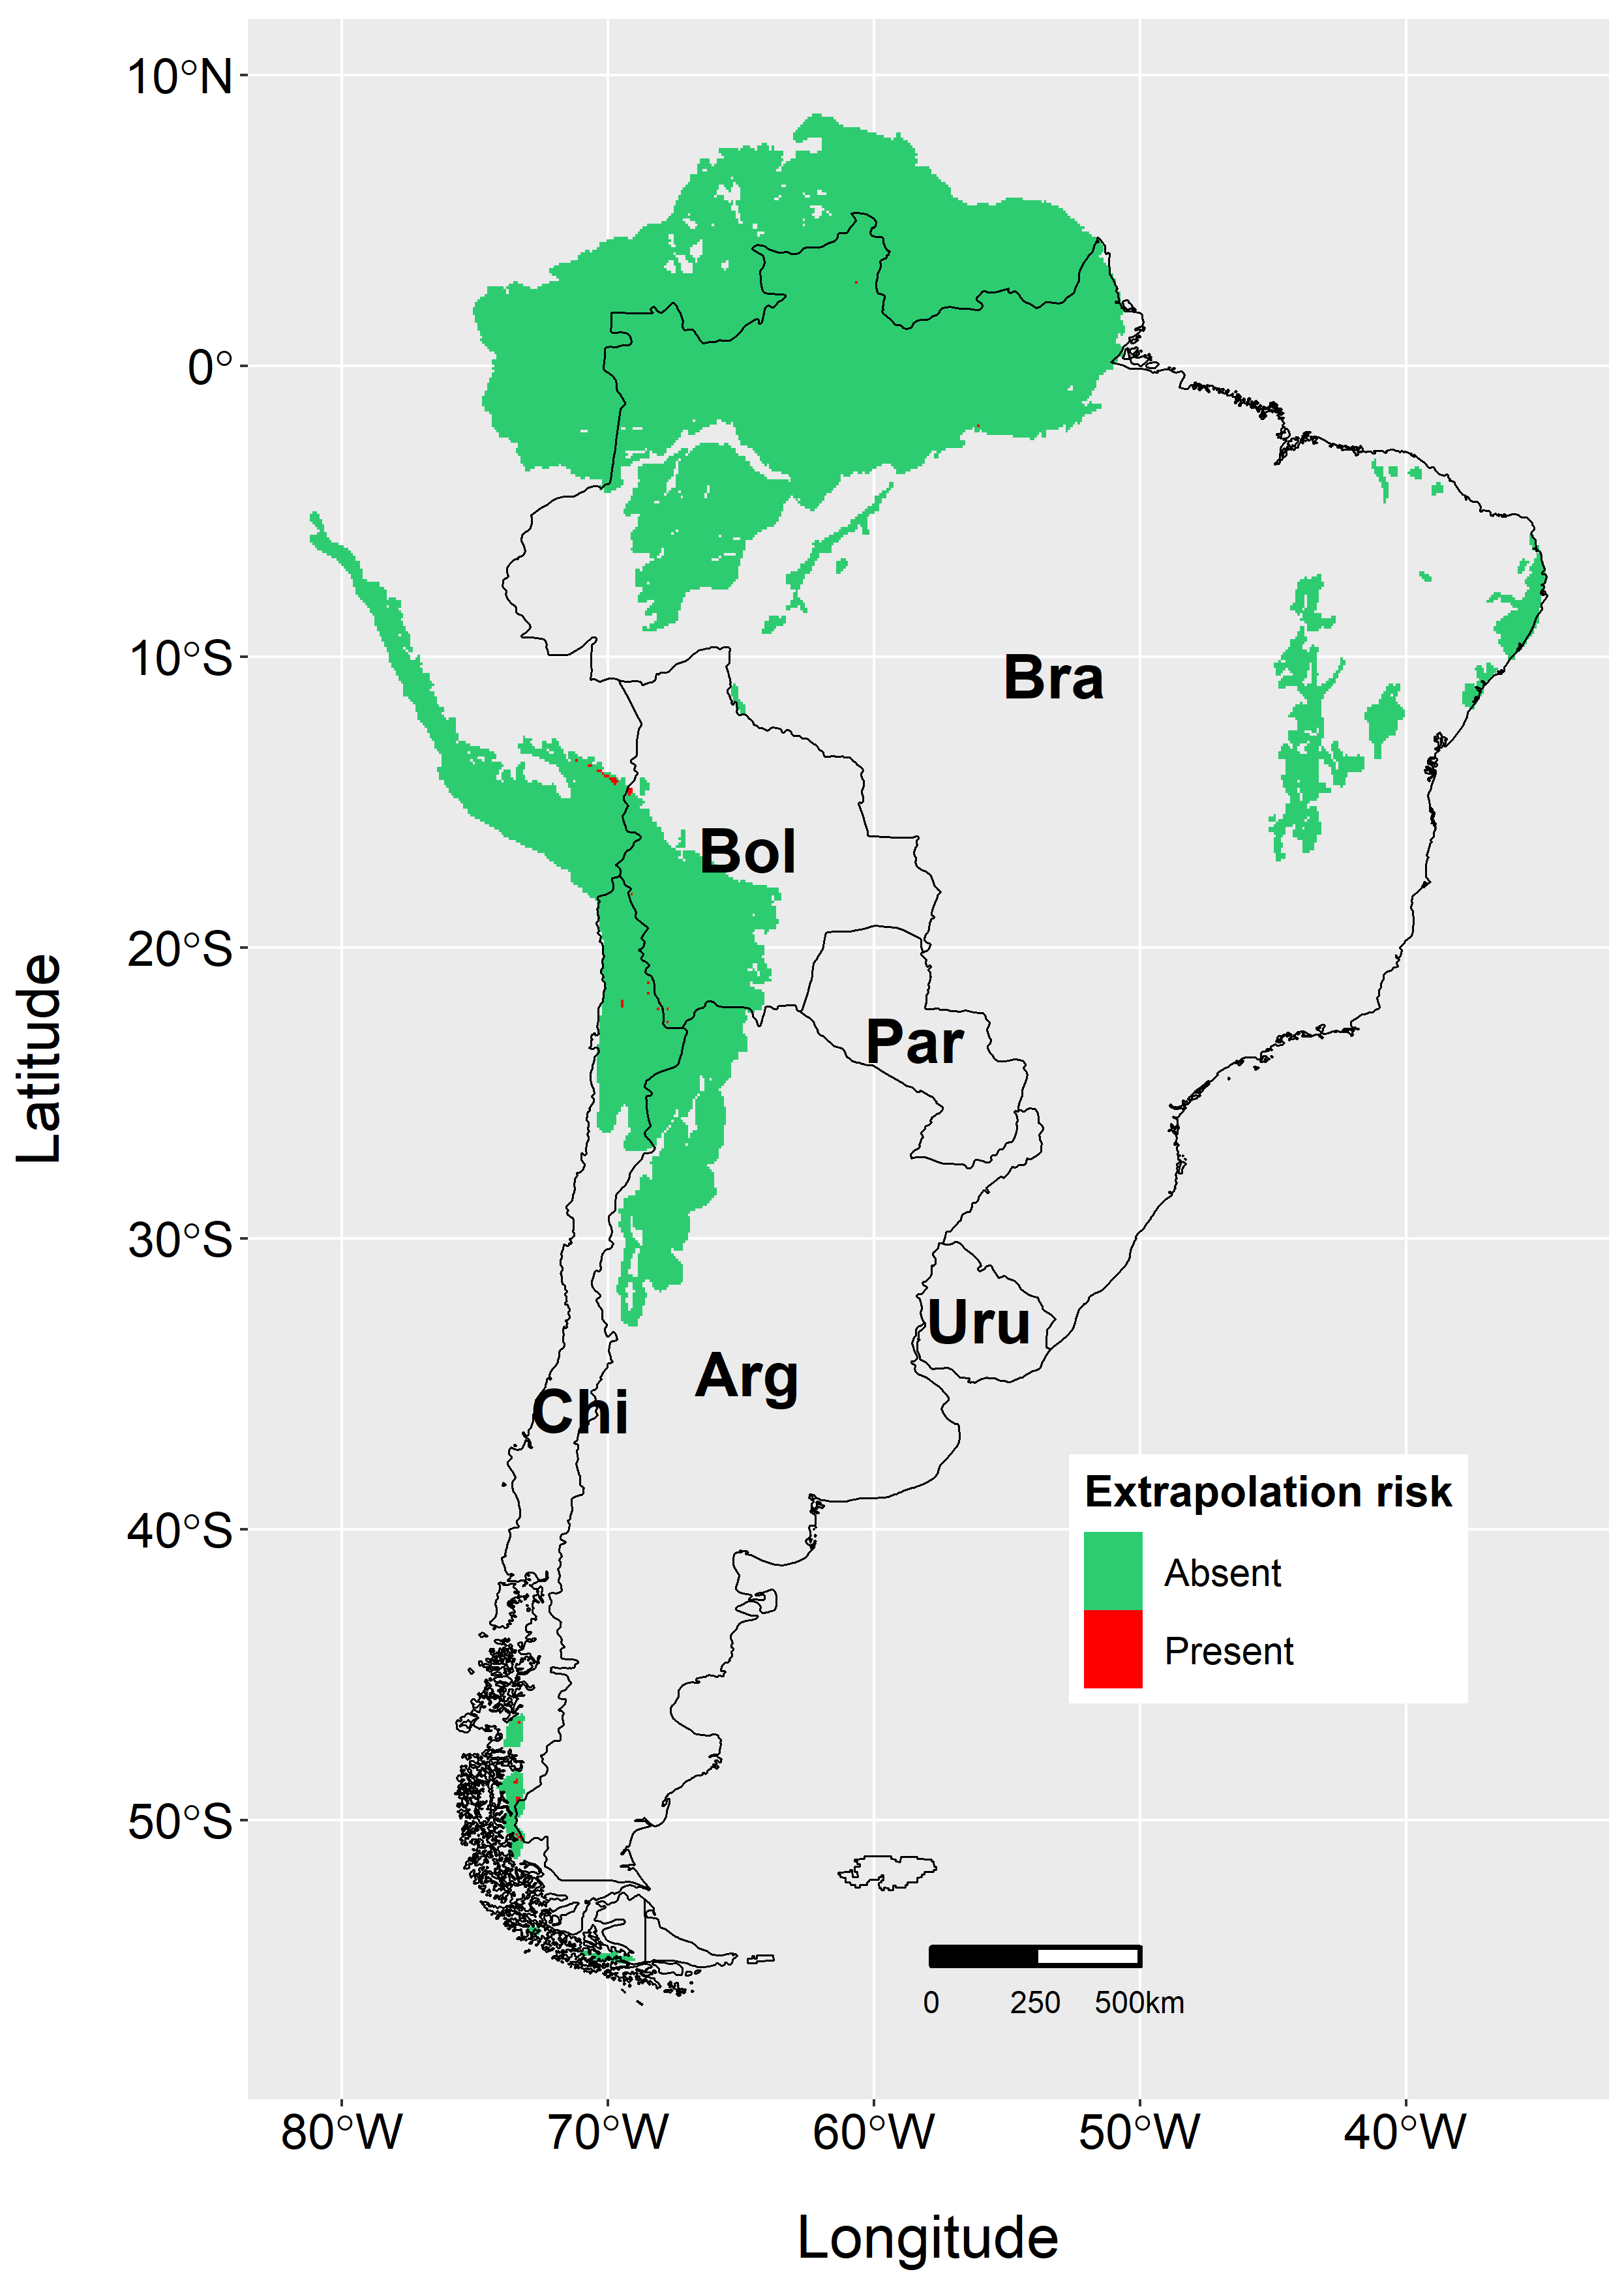 10°N
0°
10°S
20°S
30°S
40°S
50°S
Latitude
Bra
Bol
Par
Uru
Arg
Chi
Extrapolation risk
Absent
Present
0 250 500km
80°W 70°W 60°W 50°W 40°W
Longitude